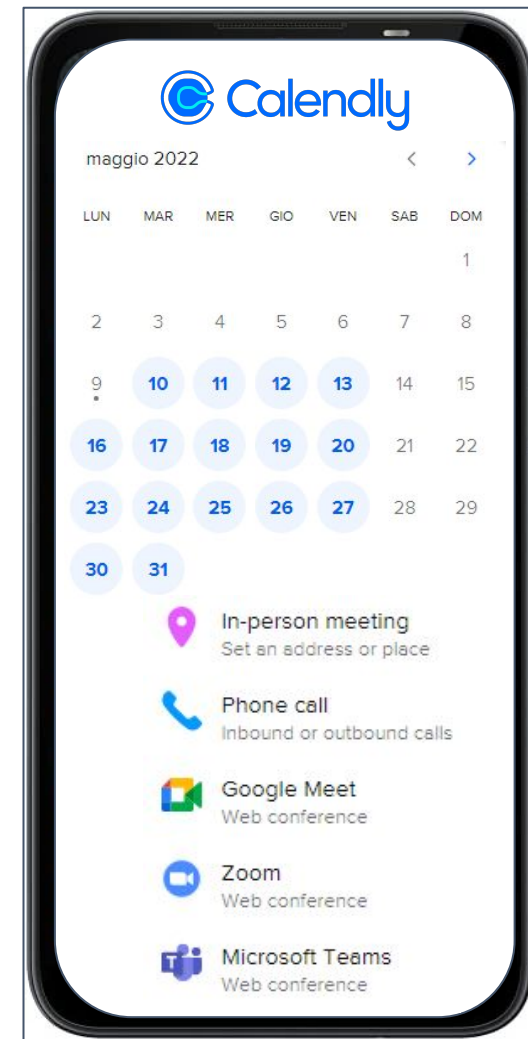 Calendly
maggio 2022
LUN MAR MER GIO VEN SAB DOM
1
2 3 4 5 6 7 8
9 10 11 12 13 14 15
16 17 18 19 20 21 22
23 24 25 26 27 28 29
30 31
In-person meeting
Set an address or place
Phone call
Inbound or outbound calls
Google Meet
Web conference
Zoom
Web conference
Microsoft Teams
Web conference